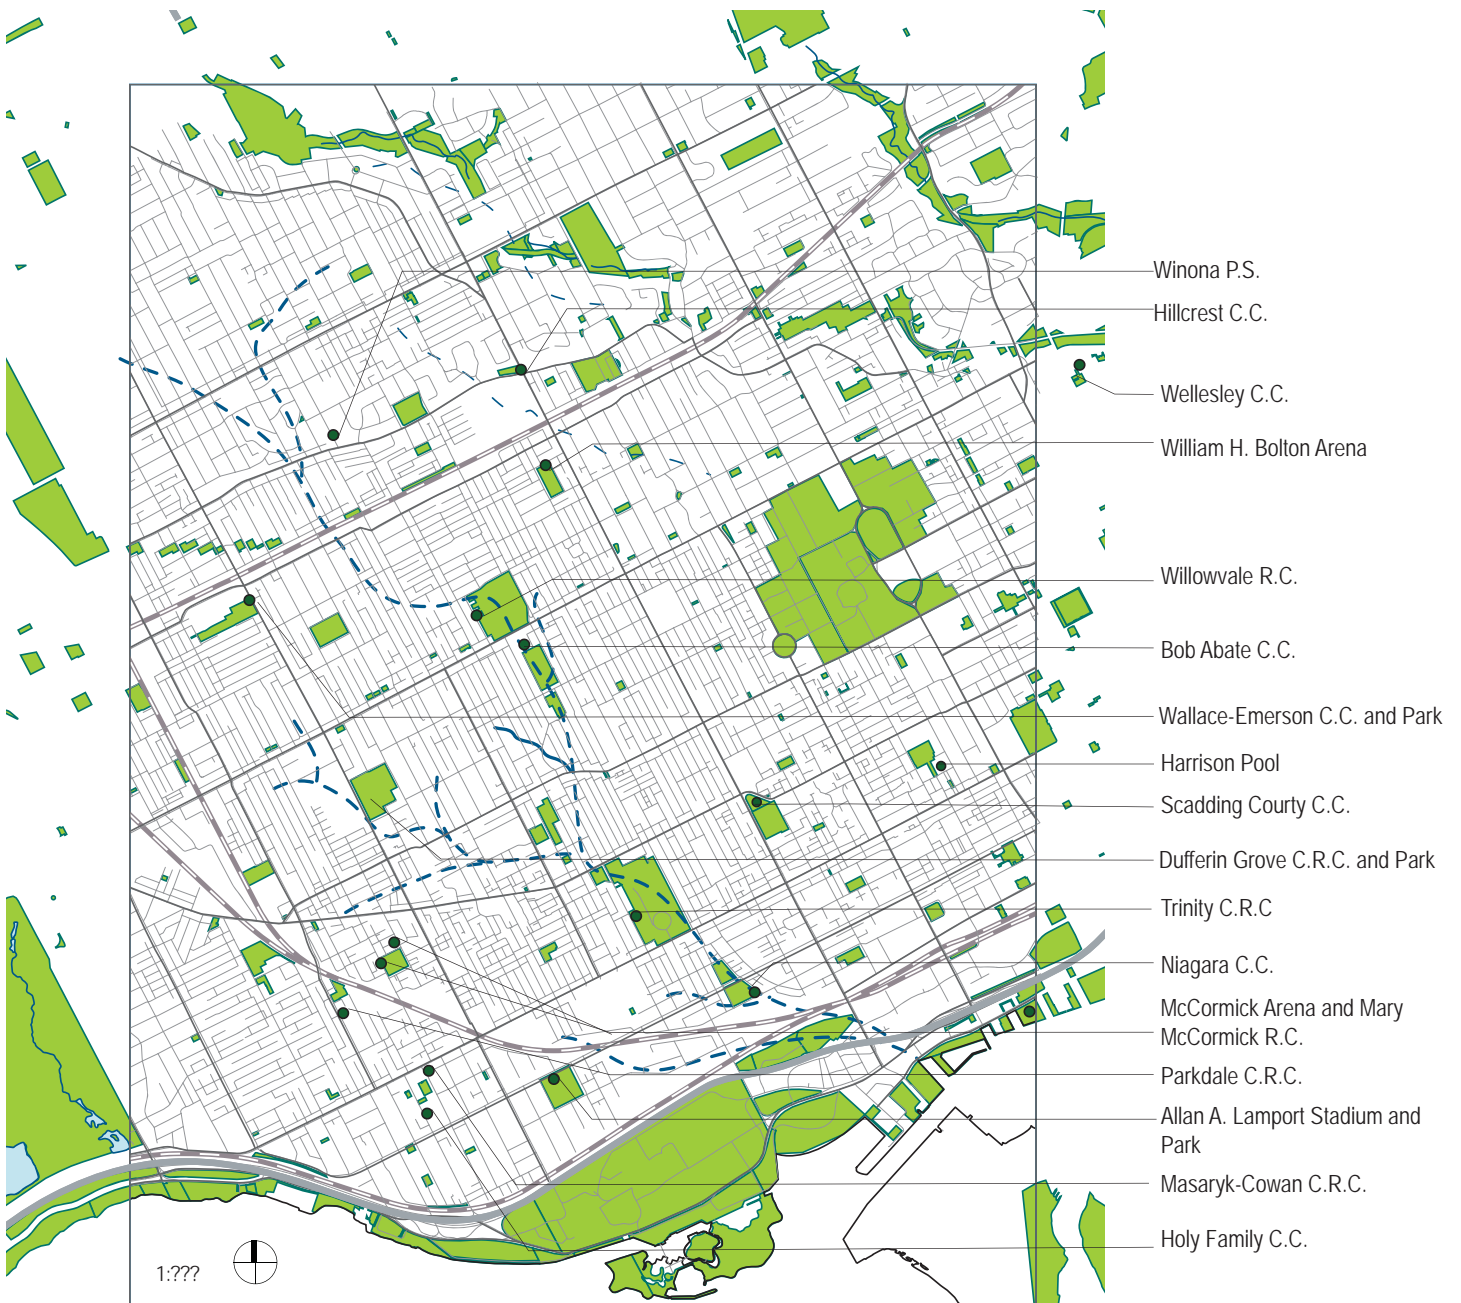 Winona P.S.
Hillcrest C.C.
Wellesley C.C.
William H. Bolton Arena
Willowvale R.C.
Bob Abate C.C.
Wallace-Emerson C.C. and Park
Harrison Pool
Scadding Courty C.C.
Dufferin Grove C.R.C. and Park
Trinity C.R.C
Niagara C.C.
McCormick Arena and Mary
McCormick R.C.
Parkdale C.R.C.
Allan A. Lamport Stadium and
Park
Masaryk-Cowan C.R.C.
Holy Family C.C.
1:???